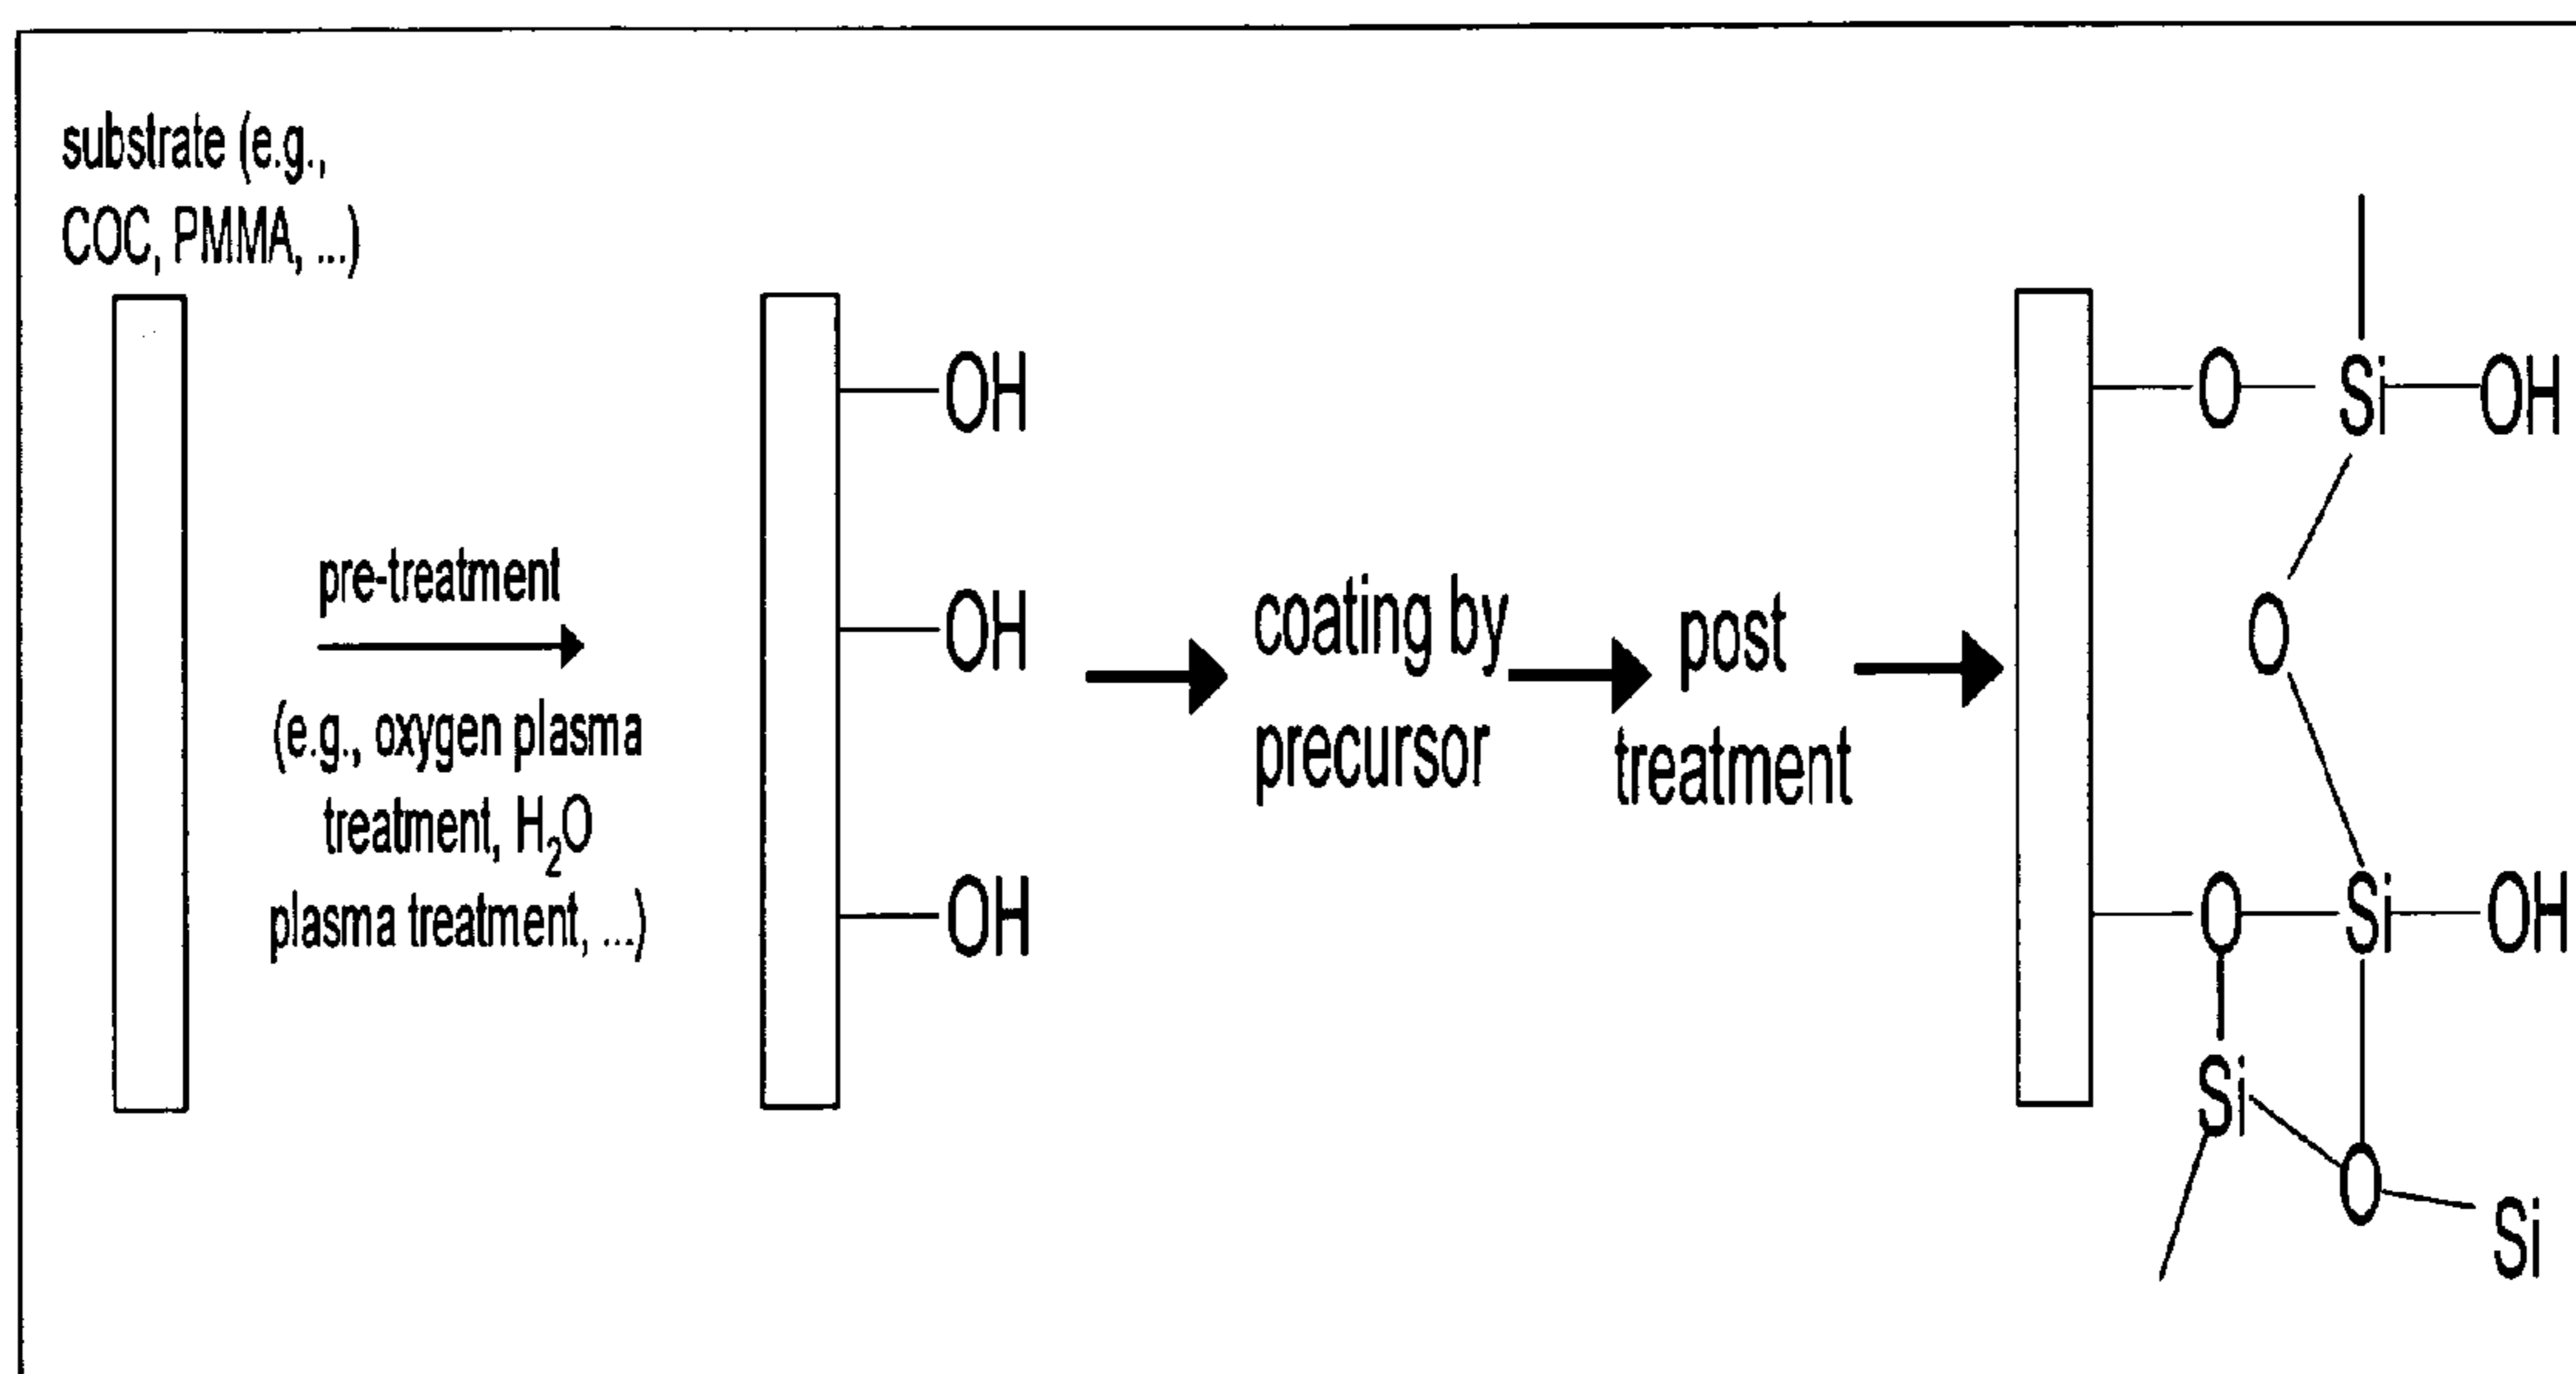 substrate (e.g.,
COC, PMMA, ...)
pre-treatment
(e.g., oxygen plasma
treatment, H₂O
plasma treatment, ...)
OH
OH
OH
coating by
precursor
post
treatment
O Si OH
O
O Si OH
Si
O
Si